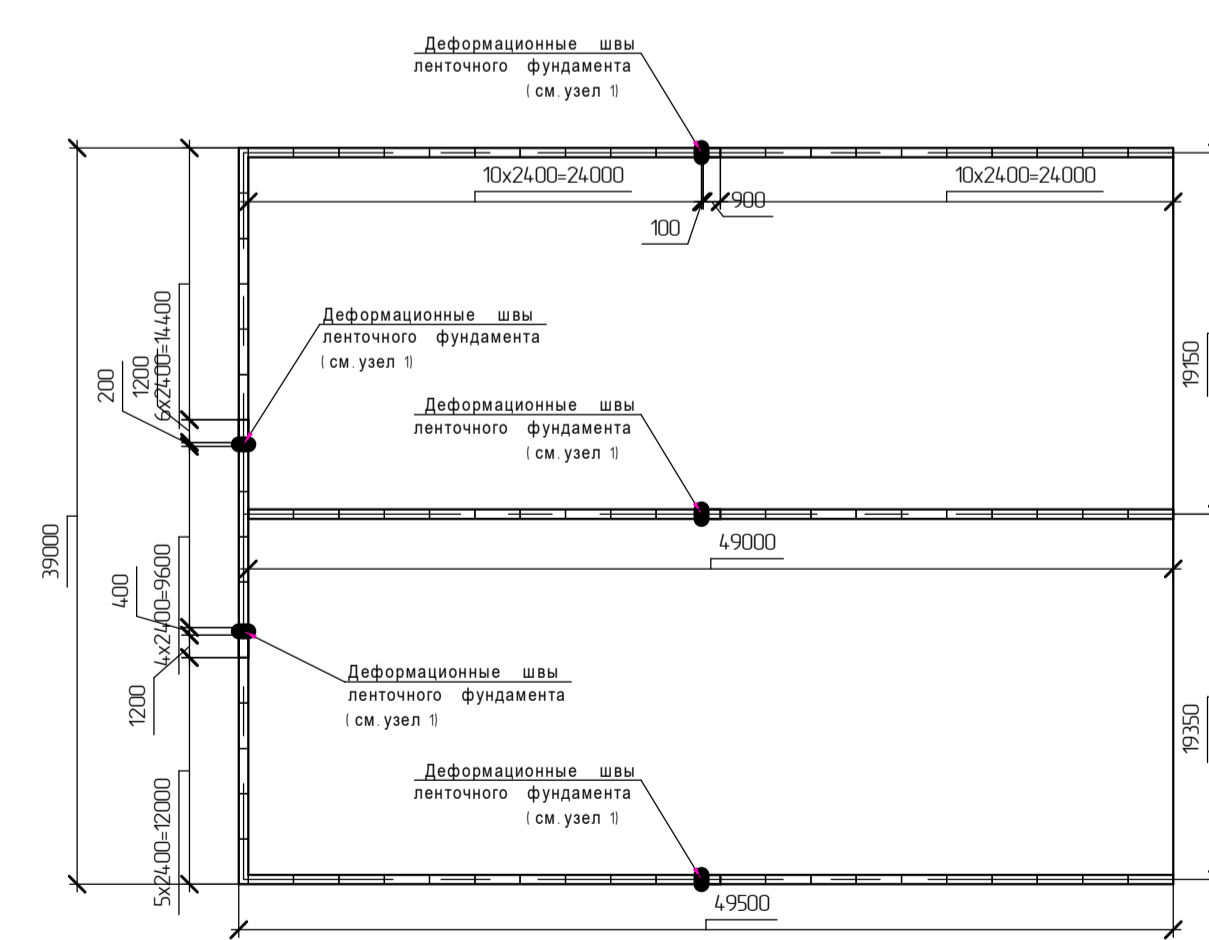 Деформационные швы
ленточного фундамента
(см.узел 1)
10х2400=24000
10х2400=24000
900
100
Деформационные швы
ленточного фундамента
(см.узел 1)
6х2400=14400
1200
200
19150
Деформационные швы
ленточного фундамента
(см.узел 1)
39000
49000
4х2400=9600
400
1200
Деформационные швы
ленточного фундамента
(см.узел 1)
19350
Деформационные швы
ленточного фундамента
(см.узел 1)
5х2400=12000
49500